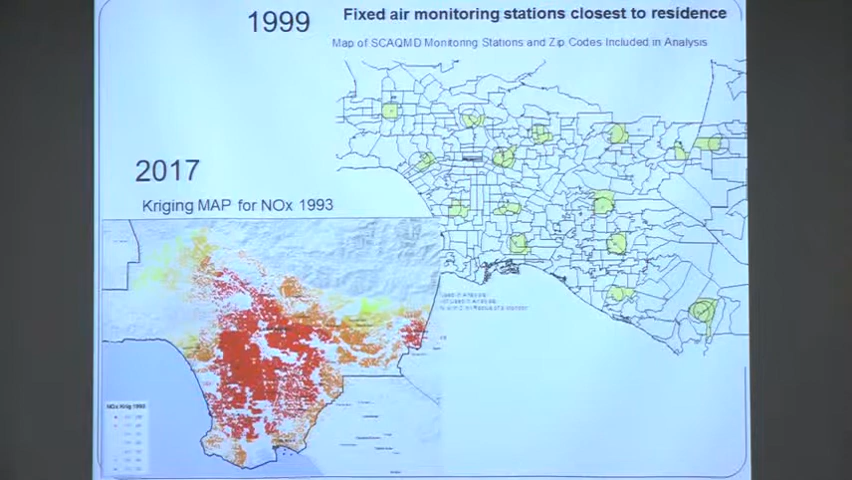 1999
Fixed air monitoring stations closest to residence
Map of SCAQMD Monitoring Stations and Zip Codes Included in Analysis
2017
Kriging MAP for NOx 1993